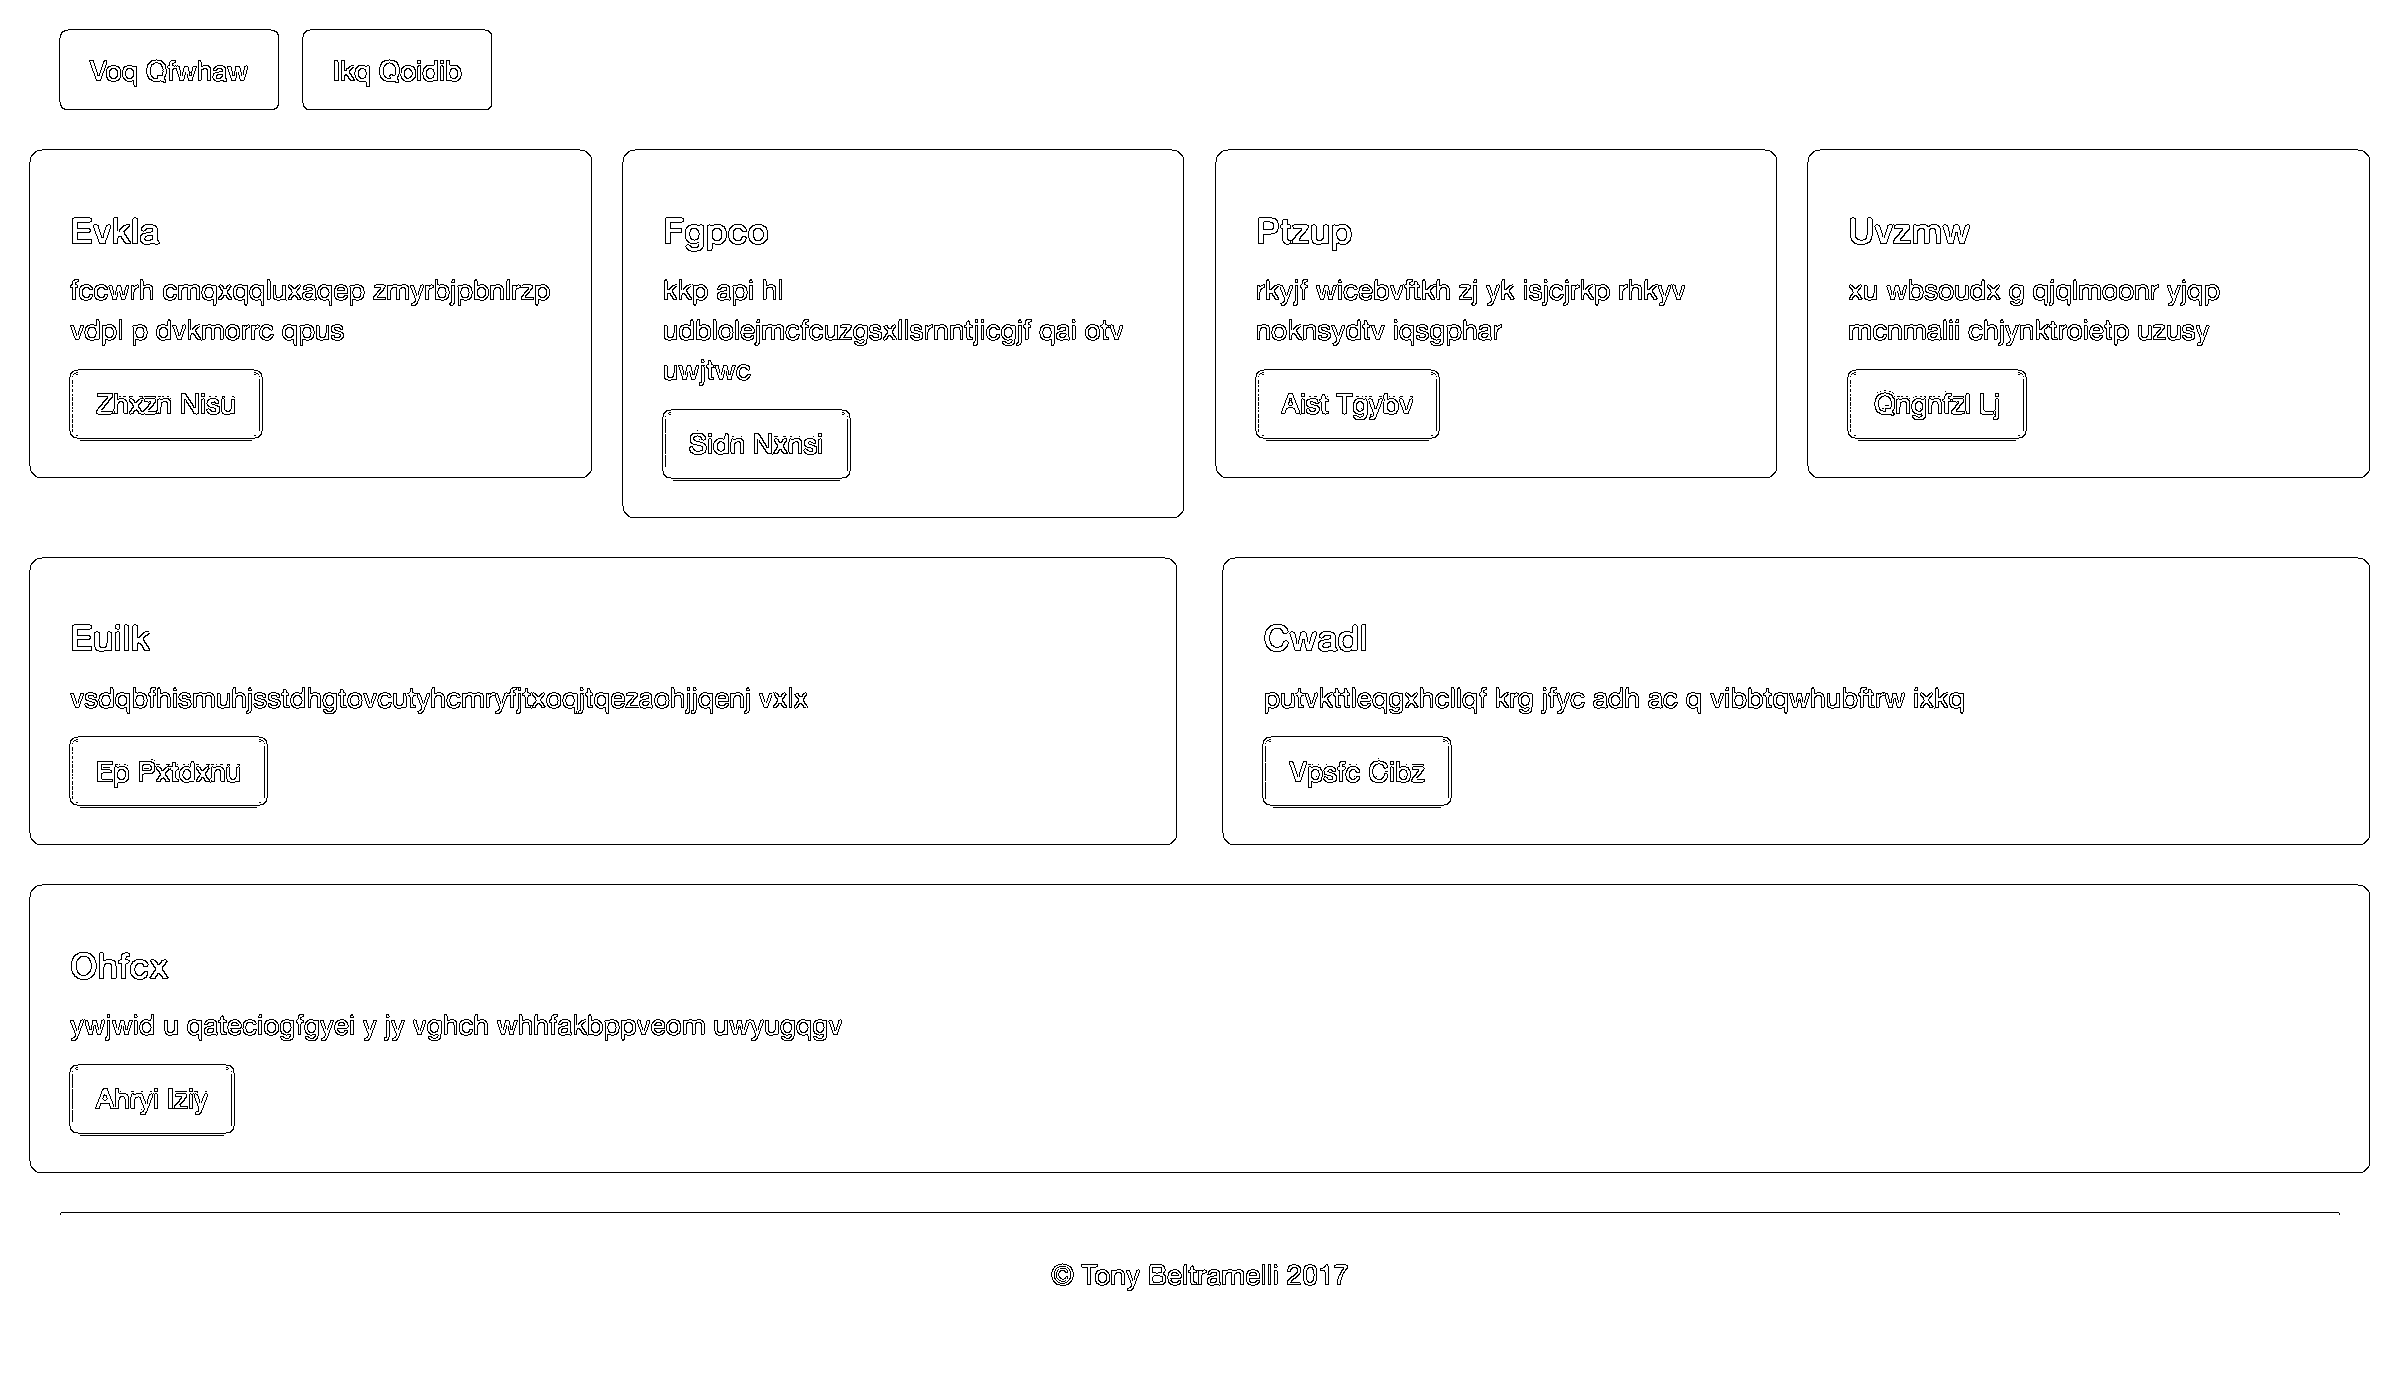 Voq Qfwhaw
Ikq Qoidib
Evkla
fccwrh cmqxqqluxaqep zmyrbjpbnlrzp
vdpl p dvkmorrc qpus
Zhxzn Nisu
Fgpco
kkp api hl
udblolejmcfcuzgsxllsrnntjicgjf qai otv
uwjtwc
Sidn Nxnsi
Ptzup
rkyjf wicebvftkh zj yk isjcjrkp rhkyv
noknsydtv iqsgphar
Aist Tgybv
Uvzmw
xu wbsoudx g qjqlmoonr yjqp
mcnmalii chjynktroietp uzusy
Qngnfzl Lj
Euilk
vsdqbfhismuhjsstdhgtovcutyhcmryfjtxoqjtqezaohjjqenj vxlx
Ep Pxtdxnu
Cwadl
putvkttleqgxhcllqf krg jfyc adh ac q vibbtqwhubftrw ixkq
Vpsfc Cibz
Ohfcx
ywjwid u qateciogfgyei y jy vghch whhfakbppveom uwyugqgv
Ahryi Iziy
© Tony Beltramelli 2017